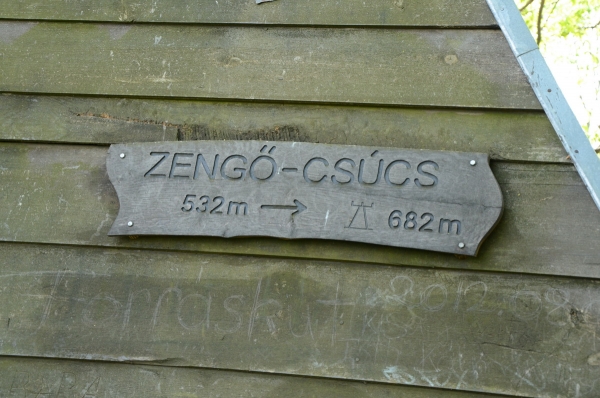 ZENGŐ-CSÚCS
532m → 682m